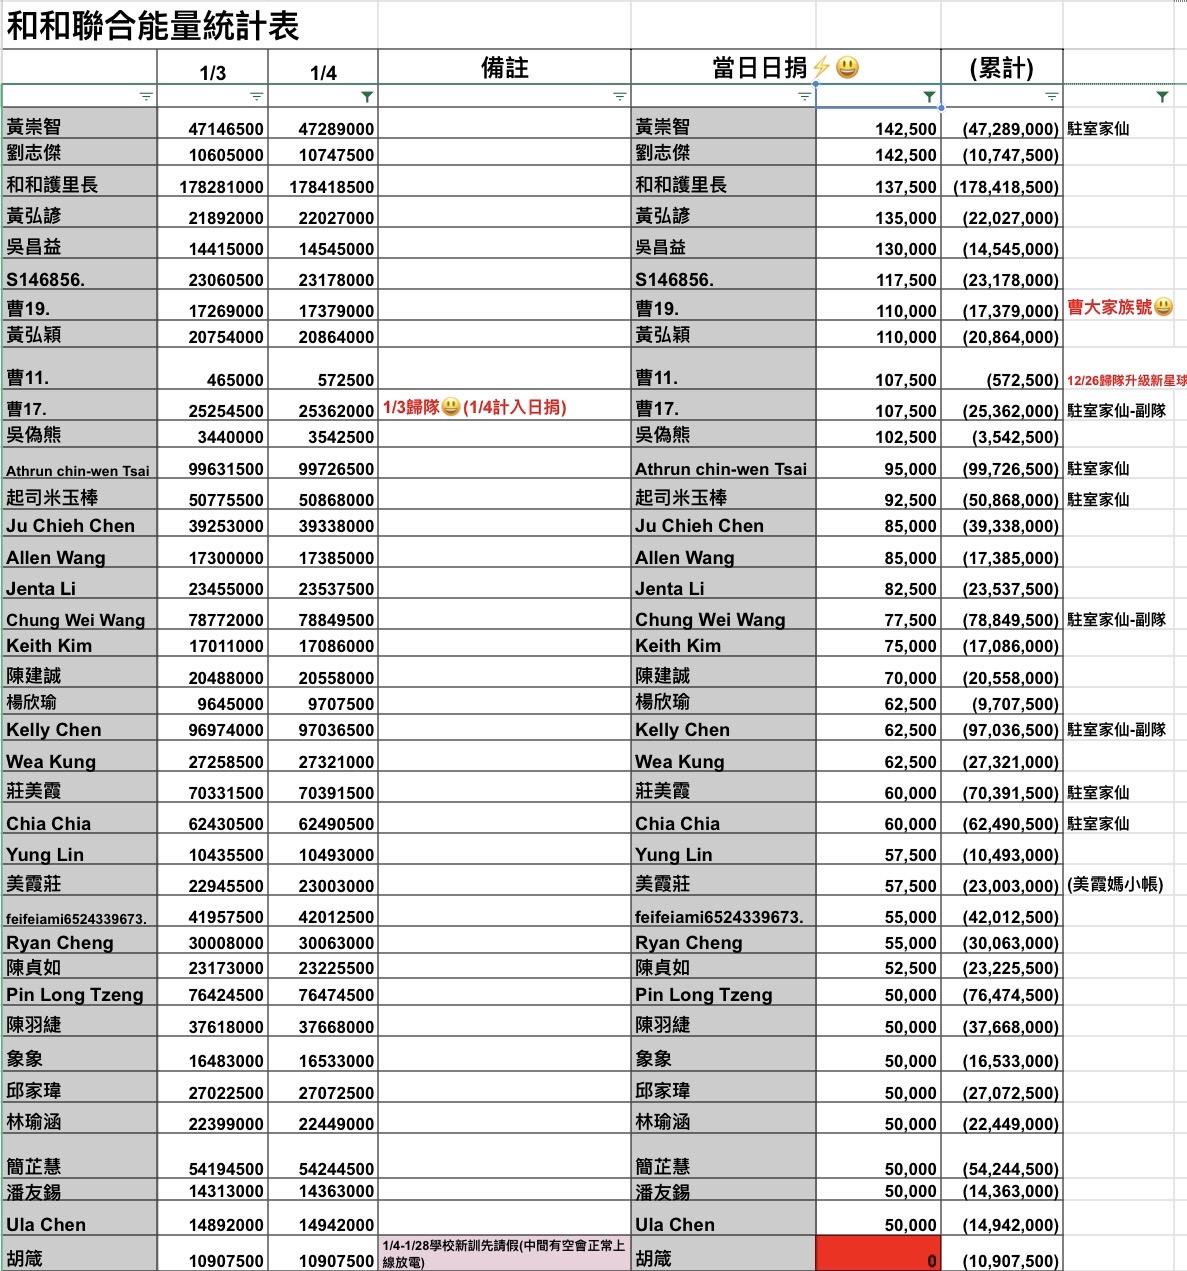 和和聯合能量統計表
1/3 1/4 備註 當日日捐⚡😃 (累計)
黃崇智 47146500 47289000 黃崇智 142,500 (47,289,000) 駐室家仙
劉志傑 10605000 10747500 劉志傑 142,500 (10,747,500)
和和護里長 178281000 178418500 和和護里長 137,500 (178,418,500)
黃弘諺 21892000 22027000 黃弘諺 135,000 (22,027,000)
吳昌益 14415000 14545000 吳昌益 130,000 (14,545,000)
S146856. 23060500 23178000 S146856. 117,500 (23,178,000)
曹19. 17269000 17379000 曹19. 110,000 (17,379,000) 曹大家族號😃
黃弘穎 20754000 20864000 黃弘穎 110,000 (20,864,000)
曹11. 465000 572500 曹11. 107,500 (572,500) 12/26歸隊升級新星球
曹17. 25254500 25362000 1/3歸隊😃(1/4計入日捐) 曹17. 107,500 (25,362,000) 駐室家仙-副隊
吳偽熊 3440000 3542500 吳偽熊 102,500 (3,542,500)
Athrun chin-wen Tsai 99631500 99726500 Athrun chin-wen Tsai 95,000 (99,726,500) 駐室家仙
起司米玉棒 50775500 50868000 起司米玉棒 92,500 (50,868,000) 駐室家仙
Ju Chieh Chen 39253000 39338000 Ju Chieh Chen 85,000 (39,338,000)
Allen Wang 17300000 17385000 Allen Wang 85,000 (17,385,000)
Jenta Li 23455000 23537500 Jenta Li 82,500 (23,537,500)
Chung Wei Wang 78772000 78849500 Chung Wei Wang 77,500 (78,849,500) 駐室家仙-副隊
Keith Kim 17011000 17086000 Keith Kim 75,000 (17,086,000)
陳建誠 20488000 20558000 陳建誠 70,000 (20,558,000)
楊欣瑜 9645000 9707500 楊欣瑜 62,500 (9,707,500)
Kelly Chen 96974000 97036500 Kelly Chen 62,500 (97,036,500) 駐室家仙-副隊
Wea Kung 27258500 27321000 Wea Kung 62,500 (27,321,000)
莊美霞 70331500 70391500 莊美霞 60,000 (70,391,500) 駐室家仙
Chia Chia 62430500 62490500 Chia Chia 60,000 (62,490,500) 駐室家仙
Yung Lin 10435500 10493000 Yung Lin 57,500 (10,493,000)
美霞莊 22945500 23003000 美霞莊 57,500 (23,003,000) (美霞媽小帳)
feifeiami6524339673. 41957500 42012500 feifeiami6524339673. 55,000 (42,012,500)
Ryan Cheng 30008000 30063000 Ryan Cheng 55,000 (30,063,000)
陳貞如 23173000 23225500 陳貞如 52,500 (23,225,500)
Pin Long Tzeng 76424500 76474500 Pin Long Tzeng 50,000 (76,474,500)
陳羽緁 37618000 37668000 陳羽緁 50,000 (37,668,000)
象象 16483000 16533000 象象 50,000 (16,533,000)
邱家瑋 27022500 27072500 邱家瑋 50,000 (27,072,500)
林瑜涵 22399000 22449000 林瑜涵 50,000 (22,449,000)
簡芷慧 54194500 54244500 簡芷慧 50,000 (54,244,500)
潘友錫 14313000 14363000 潘友錫 50,000 (14,363,000)
Ula Chen 14892000 14942000 Ula Chen 50,000 (14,942,000)
胡箴 10907500 10907500 1/4-1/28學校新訓先請假(中間有空會正常上線放電) 胡箴 0 (10,907,500)